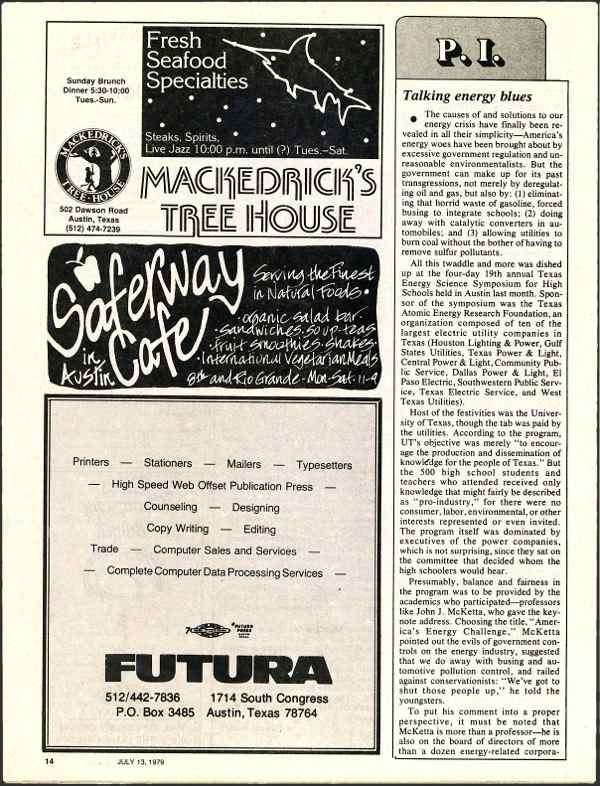 Fresh
Seafood
Specialties
Sunday Brunch
Dinner 5:30-10:00
Tues.-Sun.
Steaks, Spirits,
Live Jazz 10:00 p.m. until (?) Tues.–Sat.
MACKEDRICK'S
TREE HOUSE
502 Dawson Road
Austin, Texas
(512) 474-7239
MACKEDRICK'S
TREE HOUSE
Saferway
Cafe
in
Austin
Serving the Finest
in Natural Foods •
• organic salad bar •
• sandwiches • soup • teas
• fruit smoothies • shakes •
• International Vegetarian Meals
8th and Rio Grande • Mon-Sat • 11-9
Printers — Stationers — Mailers — Typesetters
— High Speed Web Offset Publication Press —
Counseling — Designing
Copy Writing — Editing
Trade — Computer Sales and Services —
— Complete Computer Data Processing Services —
FUTURA
512/442-7836 1714 South Congress
P.O. Box 3485 Austin, Texas 78764
14 JULY 13, 1979
P. I.
Talking energy blues
• The causes of and solutions to our
energy crisis have finally been re-
vealed in all their simplicity—America's
energy woes have been brought about by
excessive government regulation and un-
reasonable environmentalists. But the
government can make up for its past
transgressions, not merely by deregulat-
ing oil and gas, but also by: (1) eliminat-
ing that horrid waste of gasoline, forced
busing to integrate schools; (2) doing
away with catalytic converters in au-
tomobiles; and (3) allowing utilities to
burn coal without the bother of having to
remove sulfur pollutants.
All this twaddle and more was dished
up at the four-day 19th annual Texas
Energy Science Symposium for High
Schools held in Austin last month. Spon-
sor of the symposium was the Texas
Atomic Energy Research Foundation, an
organization composed of ten of the
largest electric utility companies in
Texas (Houston Lighting & Power, Gulf
States Utilities, Texas Power & Light,
Central Power & Light, Community Pub-
lic Service, Dallas Power & Light, El
Paso Electric, Southwestern Public Serv-
ice, Texas Electric Service, and West
Texas Utilities).
Host of the festivities was the Univer-
sity of Texas, though the tab was paid by
the utilities. According to the program,
UT's objective was merely "to encour-
age the production and dissemination of
knowledge for the people of Texas." But
the 500 high school students and
teachers who attended received only
knowledge that might fairly be described
as "pro-industry," for there were no
consumer, labor, environmental, or other
interests represented or even invited.
The program itself was dominated by
executives of the power companies,
which is not surprising, since they sat on
the committee that decided whom the
high schoolers would hear.
Presumably, balance and fairness in
the program was to be provided by the
academics who participated—professors
like John J. McKetta, who gave the key-
note address. Choosing the title, "Amer-
ica's Energy Challenge," McKetta
pointed out the evils of government con-
trols on the energy industry, suggested
that we do away with busing and au-
tomotive pollution control, and railed
against conservationists: "We've got to
shut those people up," he told the
youngsters.
To put his comment into a proper
perspective, it must be noted that
McKetta is more than a professor—he is
also on the board of directors of more
than a dozen energy-related corpora-